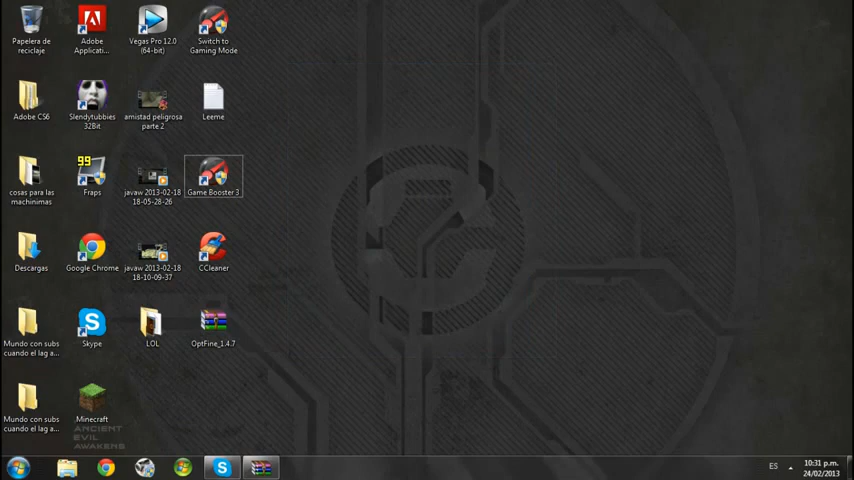 Papelera de
reciclaje
Adobe
Applicati...
Vegas Pro 12.0
(64-bit)
Switch to
Gaming Mode
Adobe CS6
Slendytubbies
32Bit
amistad peligrosa
parte 2
Leeme
cosas para las
machinimas
99
Fraps
javaw 2013-02-18
18-05-28-26
Game Booster 3
Descargas
Google Chrome
javaw 2013-02-18
18-10-09-37
CCleaner
Mundo con subs
cuando el lag a...
Skype
LOL
OptFine_1.4.7
Mundo con subs
cuando el lag a...
Minecraft
ANCIENT
EVIL
AWAKENS
ES
10:31 p.m.
24/02/2013